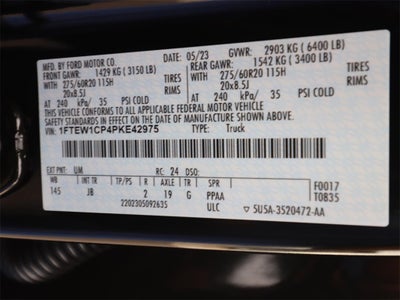 MFD. BY FORD MOTOR CO. 05/23 GVWR: 2903 KG (6400 LB)
FRONT GAWR: 1429 KG (3150 LB) REAR GAWR: 1542 KG (3400 LB)
WITH 275/60R20 115H TIRES WITH 275/60R20 115H TIRES
20x8.5J RIMS 20x8.5J RIMS
AT 240 kPa/ 35 PSI COLD AT 240 kPa/ 35 PSI COLD
THIS VEHICLE CONFORMS TO ALL APPLICABLE FEDERAL MOTOR VEHICLE
SAFETY STANDARDS IN EFFECT ON THE DATE OF MANUFACTURE SHOWN ABOVE.
VIN: 1FTEW1CP4PKE42975 TYPE: Truck
EXT PNT: UM RC: 24 DSO:
WB INT TR TP/PS R AXLE TR SPR
145 JB 2 19 G PPAA
F0017
T0835
2202305092635 ULC 5U5A-3520472-AA